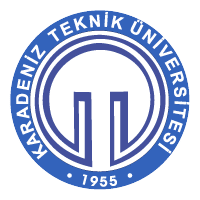 KARADENİZ TEKNİK ÜNİVERSİTESİ
• 1955 •